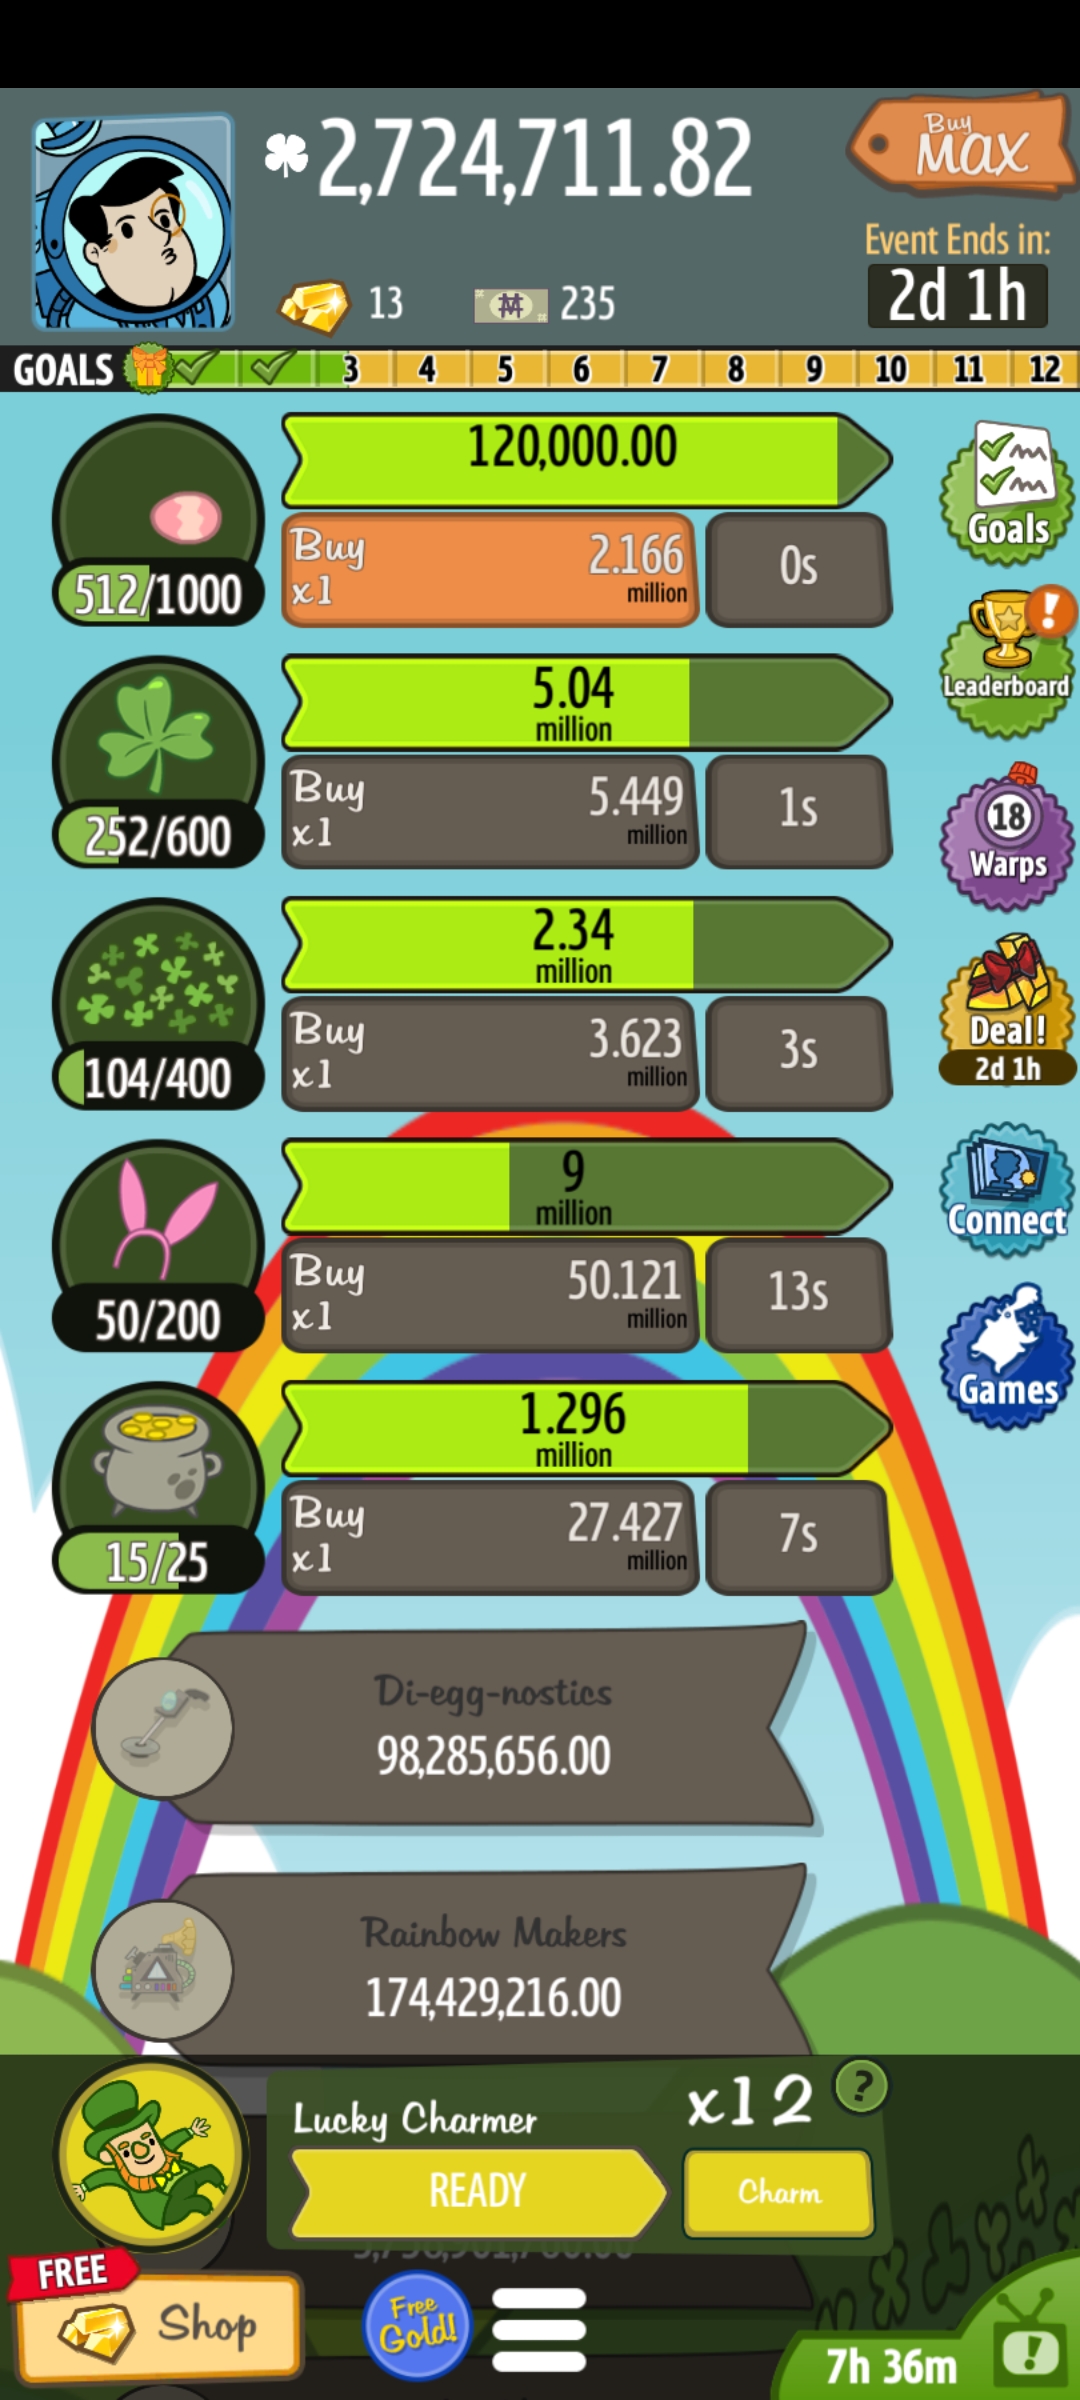 2,724,711.82
Buy
MAX
Event Ends in:
2d 1h
13
235
GOALS 3 4 5 6 7 8 9 10 11 12
120,000.00
Buy
x1
2.166
million
0s
512/1000
Goals
5.04
million
Buy
x1
5.449
million
1s
252/600
Leaderboard
!
2.34
million
Buy
x1
3.623
million
3s
104/400
18
Warps
Deal!
2d 1h
9
million
Buy
x1
50.121
million
13s
50/200
Connect
1.296
million
Buy
x1
27.427
million
7s
15/25
Games
Di-egg-nostics
98,285,656.00
Rainbow Makers
174,429,216.00
Lucky Charmer
x12
?
READY
Charm
FREE
Shop
Free
Gold!
7h 36m
!